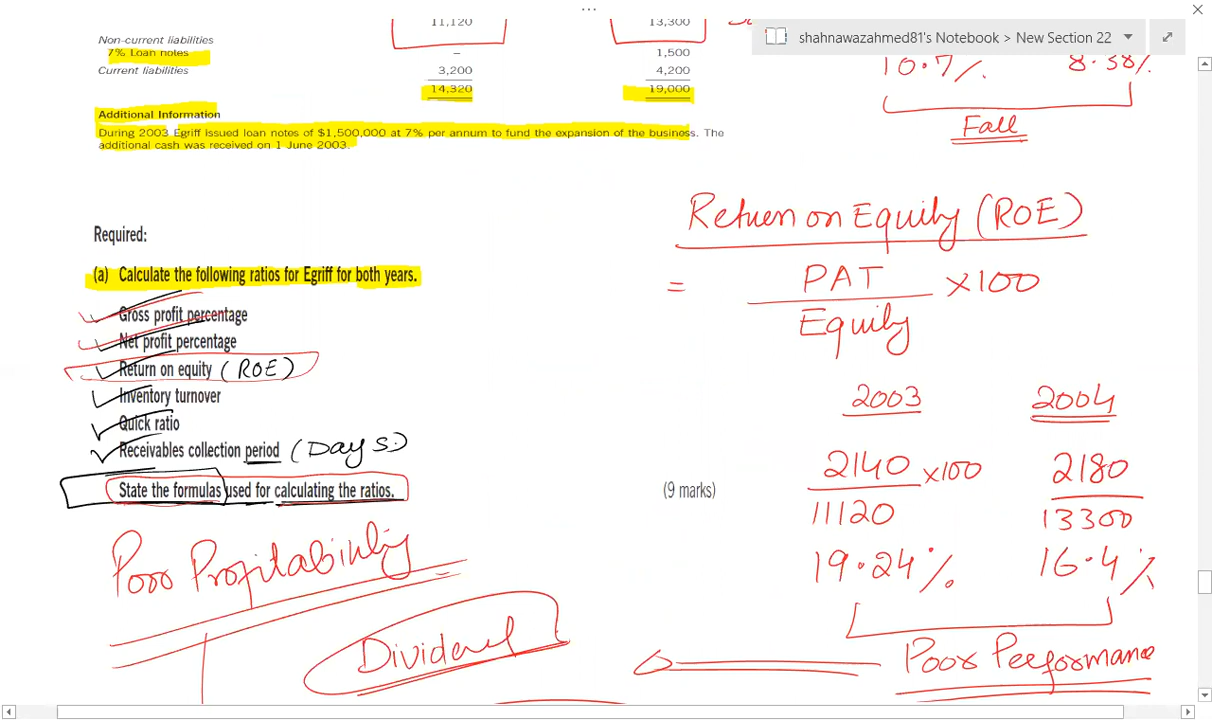 shahnawazahmed81's Notebook > New Section 22
11,120 13,300
Non-current liabilities
7% Loan notes – 1,500
Current liabilities 3,200 4,200
14,320 19,000
Additional Information
During 2003 Egriff issued loan notes of $1,500,000 at 7% per annum to fund the expansion of the business. The
additional cash was received on 1 June 2003.
Required:
(a) Calculate the following ratios for Egriff for both years.
Gross profit percentage
Net profit percentage
Return on equity (ROE)
Inventory turnover
Quick ratio
Receivables collection period (Days.)
State the formulas used for calculating the ratios.
(9 marks)
Poor Profitability
Dividend
10.7% 8.38%
Fall
Return on Equity (ROE)
= PAT ×100
Equity
2003 2004
2140 ×100 2180
11120 13300
19.24% 16.4%
Poor Performance